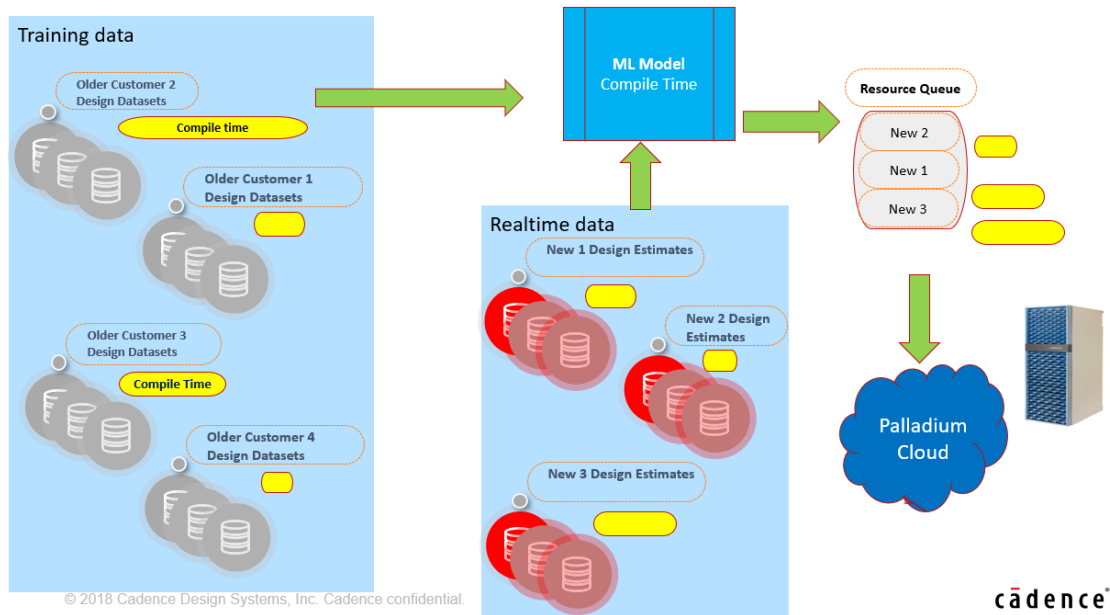 Training data
Older Customer 2
Design Datasets
Compile time
Older Customer 1
Design Datasets
Older Customer 3
Design Datasets
Compile Time
Older Customer 4
Design Datasets
ML Model
Compile Time
Realtime data
New 1 Design Estimates
New 2 Design
Estimates
New 3 Design Estimates
Resource Queue
New 2
New 1
New 3
Palladium
Cloud
© 2018 Cadence Design Systems, Inc. Cadence confidential.
cādence®